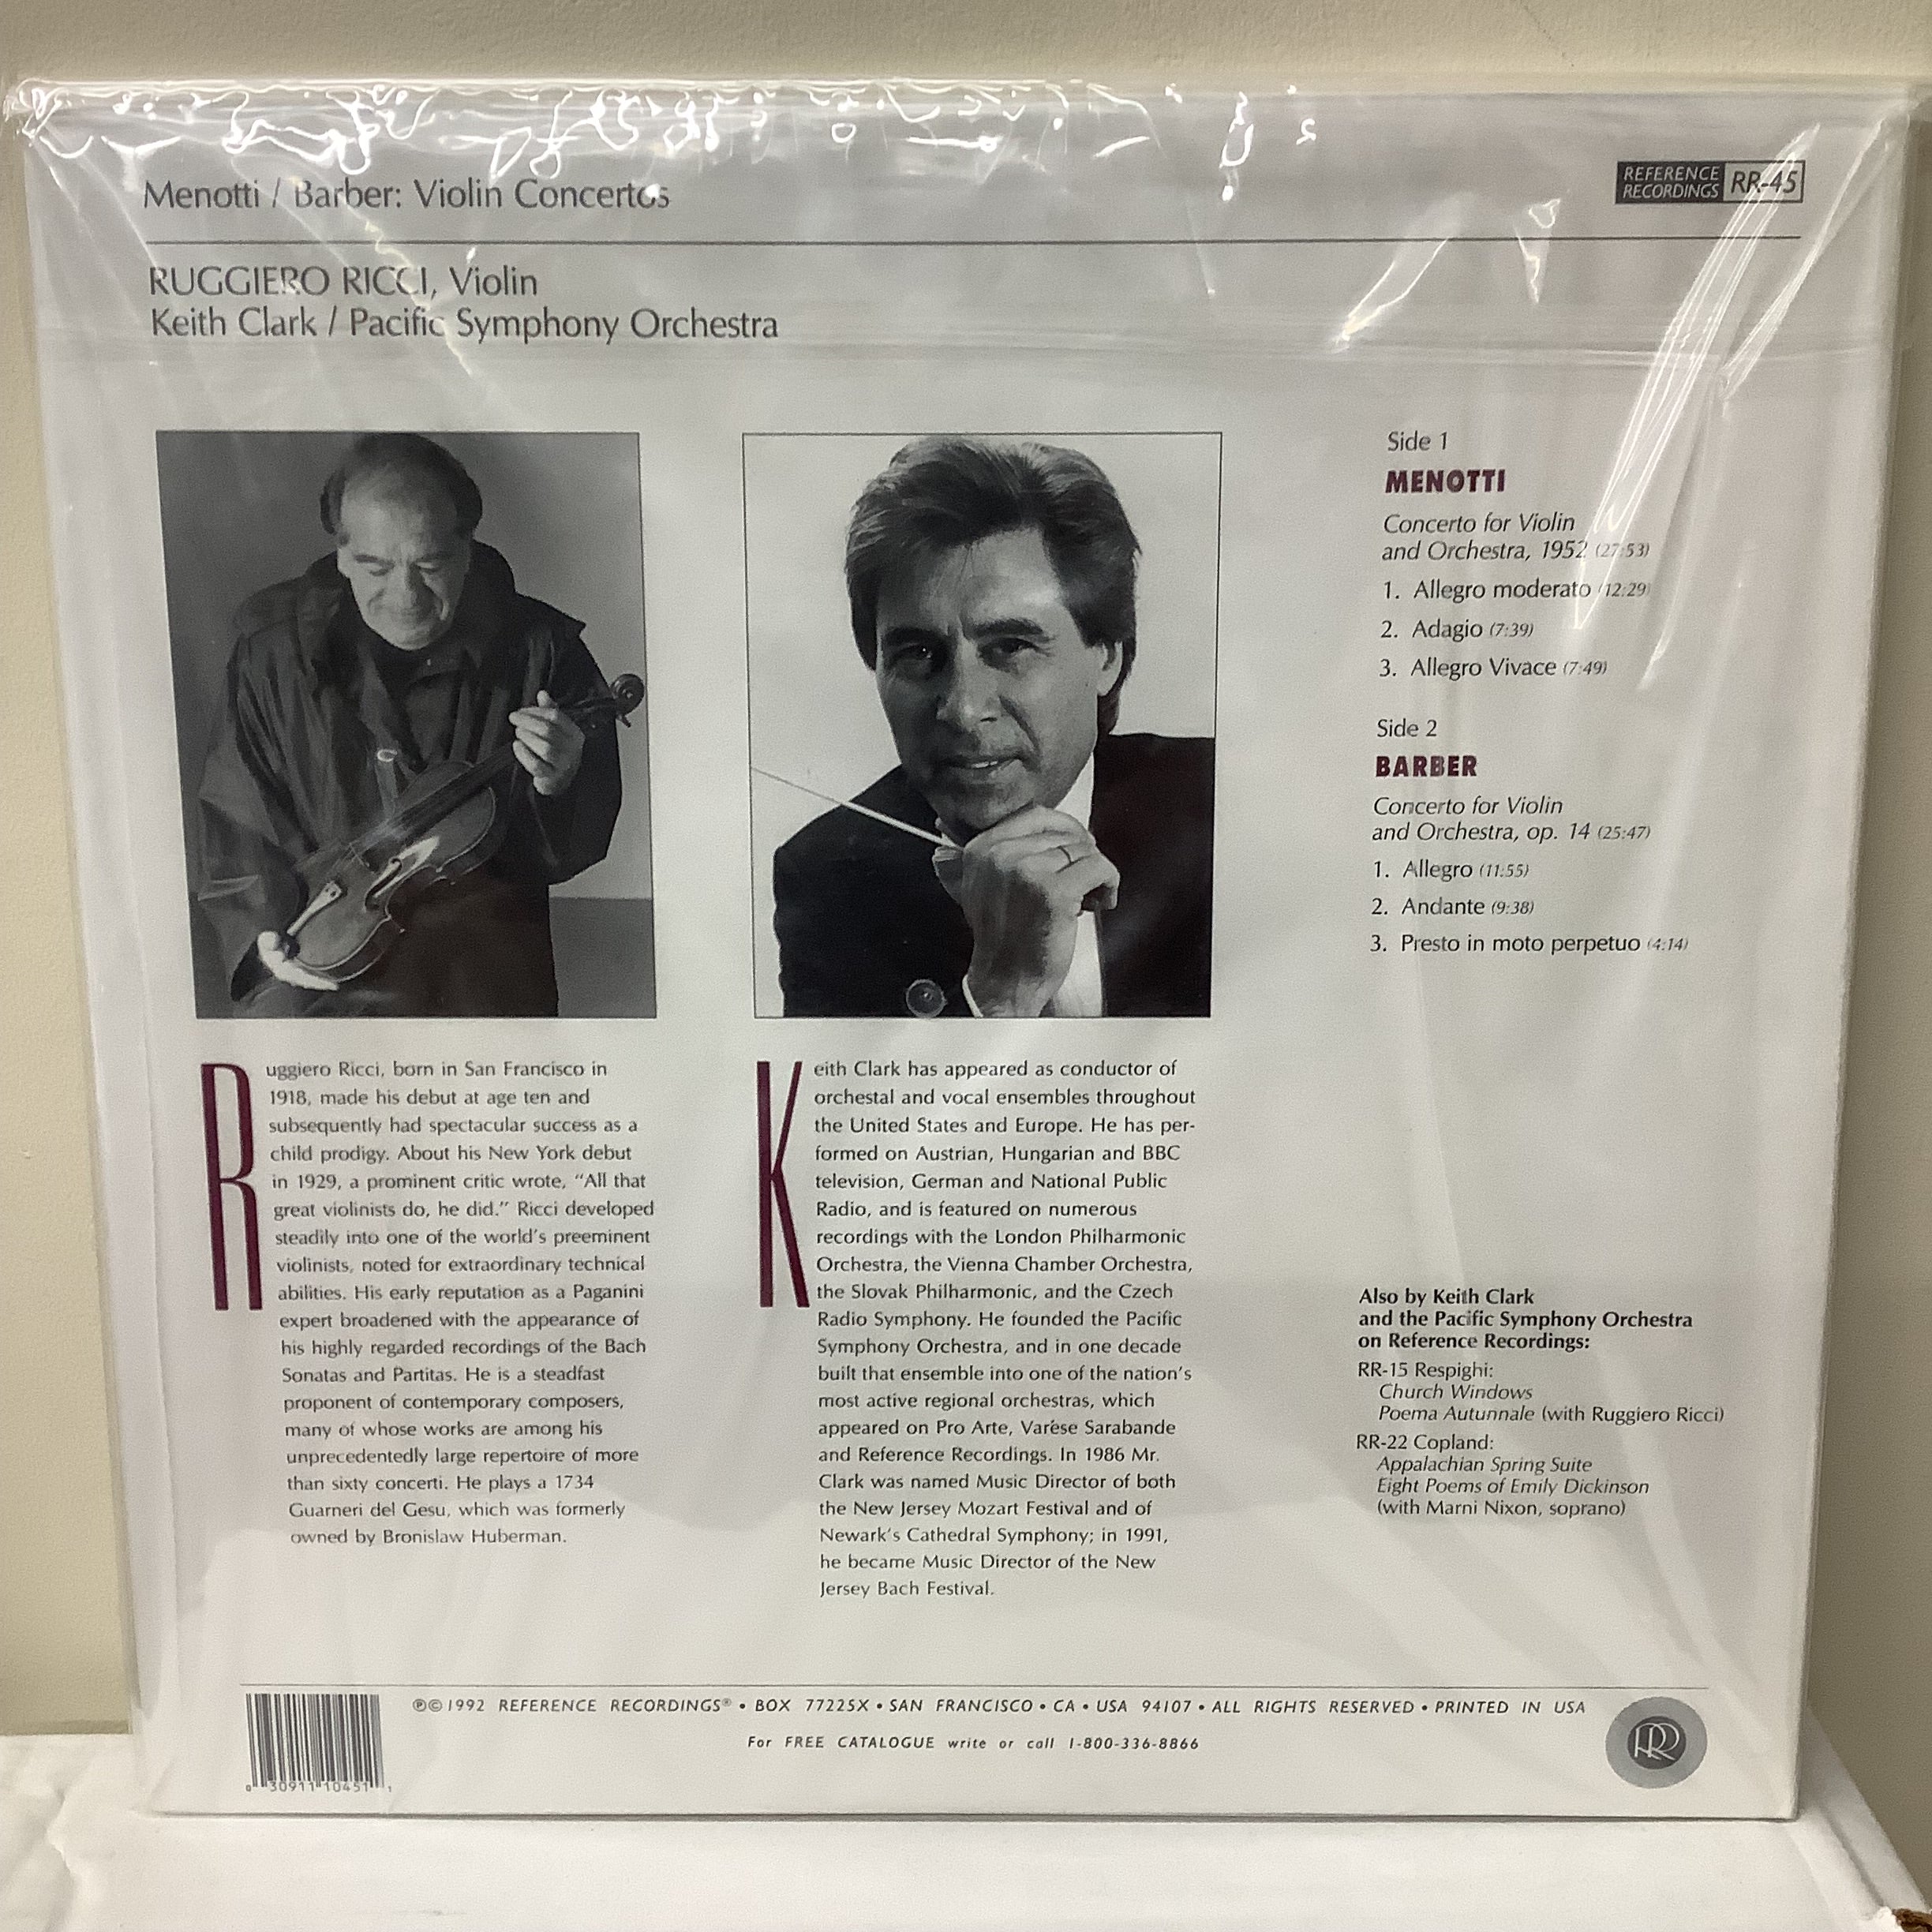 Menotti / Barber: Violin Concertos
REFERENCE
RECORDINGS
RR-45
RUGGIERO RICCI, Violin
Keith Clark / Pacific Symphony Orchestra
Side 1
MENOTTI
Concerto for Violin
and Orchestra, 1952 (27:53)
1. Allegro moderato (12:29)
2. Adagio (7:39)
3. Allegro Vivace (7:49)
Side 2
BARBER
Concerto for Violin
and Orchestra, op. 14 (25:47)
1. Allegro (11:55)
2. Andante (9:38)
3. Presto in moto perpetuo (4:14)
Ruggiero Ricci, born in San Francisco in
1918, made his debut at age ten and
subsequently had spectacular success as a
child prodigy. About his New York debut
in 1929, a prominent critic wrote, “All that
great violinists do, he did.” Ricci developed
steadily into one of the world’s preeminent
violinists, noted for extraordinary technical
abilities. His early reputation as a Paganini
expert broadened with the appearance of
his highly regarded recordings of the Bach
Sonatas and Partitas. He is a steadfast
proponent of contemporary composers,
many of whose works are among his
unprecedentedly large repertoire of more
than sixty concerti. He plays a 1734
Guarneri del Gesu, which was formerly
owned by Bronislaw Huberman.
Keith Clark has appeared as conductor of
orchestal and vocal ensembles throughout
the United States and Europe. He has per-
formed on Austrian, Hungarian and BBC
television, German and National Public
Radio, and is featured on numerous
recordings with the London Philharmonic
Orchestra, the Vienna Chamber Orchestra,
the Slovak Philharmonic, and the Czech
Radio Symphony. He founded the Pacific
Symphony Orchestra, and in one decade
built that ensemble into one of the nation’s
most active regional orchestras, which
appeared on Pro Arte, Varèse Sarabande
and Reference Recordings. In 1986 Mr.
Clark was named Music Director of both
the New Jersey Mozart Festival and of
Newark’s Cathedral Symphony; in 1991,
he became Music Director of the New
Jersey Bach Festival.
Also by Keith Clark
and the Pacific Symphony Orchestra
on Reference Recordings:
RR-15 Respighi:
Church Windows
Poema Autunnale (with Ruggiero Ricci)
RR-22 Copland:
Appalachian Spring Suite
Eight Poems of Emily Dickinson
(with Marni Nixon, soprano)
℗©1992 REFERENCE RECORDINGS® • BOX 77225X • SAN FRANCISCO • CA • USA 94107 • ALL RIGHTS RESERVED • PRINTED IN USA
For FREE CATALOGUE write or call 1-800-336-8866
0 30911 10451 1
RR